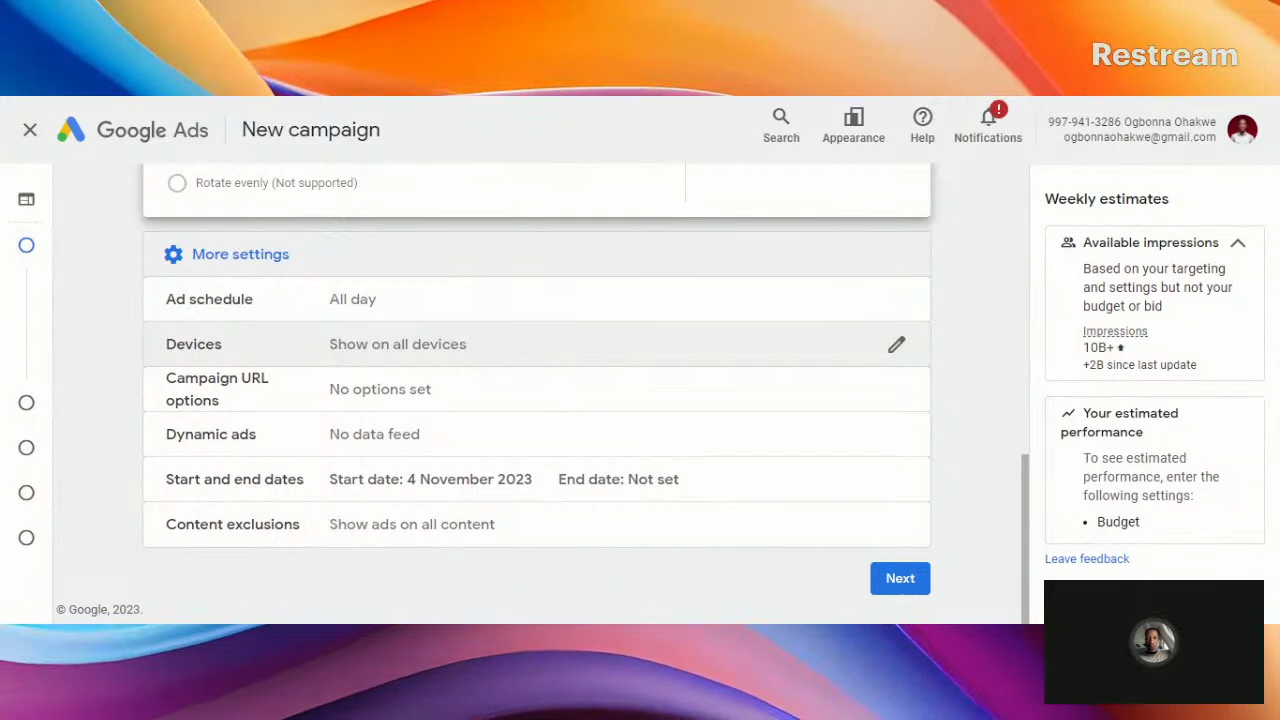 Restream
Google Ads
New campaign
Search
Appearance
Help
!
Notifications
997-941-3286 Ogbonna Ohakwe
ogbonnaohakwe@gmail.com
Rotate evenly (Not supported)
More settings
Ad schedule All day
Devices Show on all devices
Campaign URL
options
No options set
Dynamic ads No data feed
Start and end dates Start date: 4 November 2023 End date: Not set
Content exclusions Show ads on all content
Next
© Google, 2023.
Weekly estimates
Available impressions
Based on your targeting
and settings but not your
budget or bid
Impressions
10B+
+2B since last update
Your estimated
performance
To see estimated
performance, enter the
following settings:
• Budget
Leave feedback